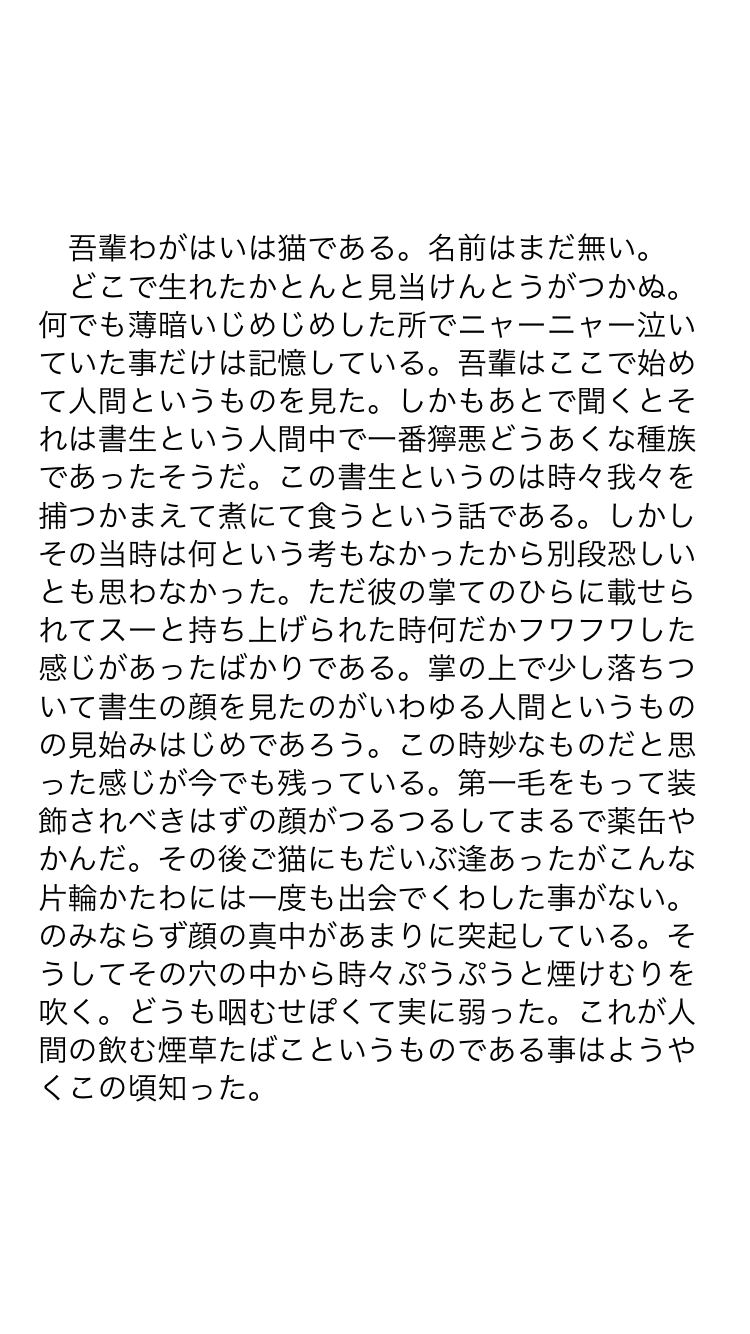 吾輩わがはいは猫である。名前はまだ無い。
　どこで生れたかとんと見当けんとうがつかぬ。
何でも薄暗いじめじめした所でニャーニャー泣い
ていた事だけは記憶している。吾輩はここで始め
て人間というものを見た。しかもあとで聞くとそ
れは書生という人間中で一番獰悪どうあくな種族
であったそうだ。この書生というのは時々我々を
捕つかまえて煮にて食うという話である。しかし
その当時は何という考もなかったから別段恐しい
とも思わなかった。ただ彼の掌てのひらに載せら
れてスーと持ち上げられた時何だかフワフワした
感じがあったばかりである。掌の上で少し落ちつ
いて書生の顔を見たのがいわゆる人間というもの
の見始みはじめであろう。この時妙なものだと思
った感じが今でも残っている。第一毛をもって装
飾されべきはずの顔がつるつるしてまるで薬缶や
かんだ。その後ご猫にもだいぶ逢あったがこんな
片輪かたわには一度も出会でくわした事がない。
のみならず顔の真中があまりに突起している。そ
うしてその穴の中から時々ぷうぷうと煙けむりを
吹く。どうも咽むせぽくて実に弱った。これが人
間の飲む煙草たばこというものである事はようや
くこの頃知った。